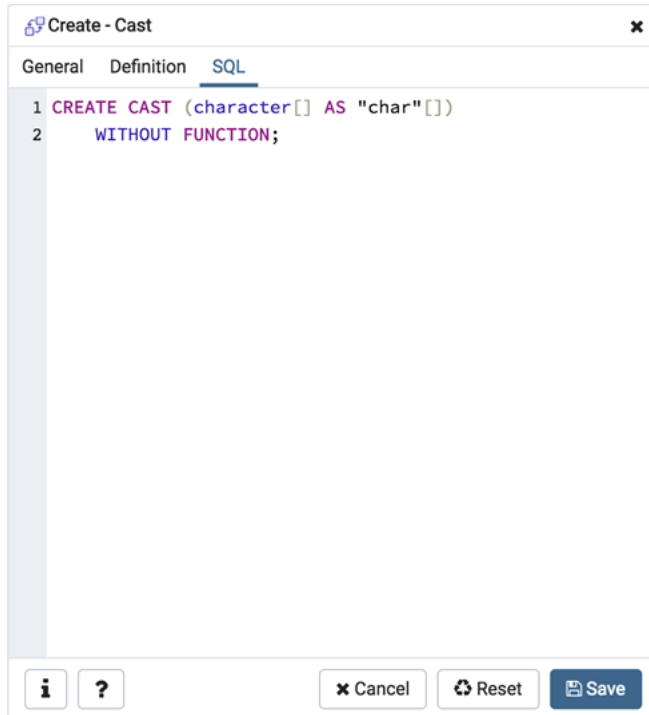 Create - Cast
General Definition SQL
1 CREATE CAST (character[] AS "char"[])
2 WITHOUT FUNCTION;
i ? Cancel Reset Save